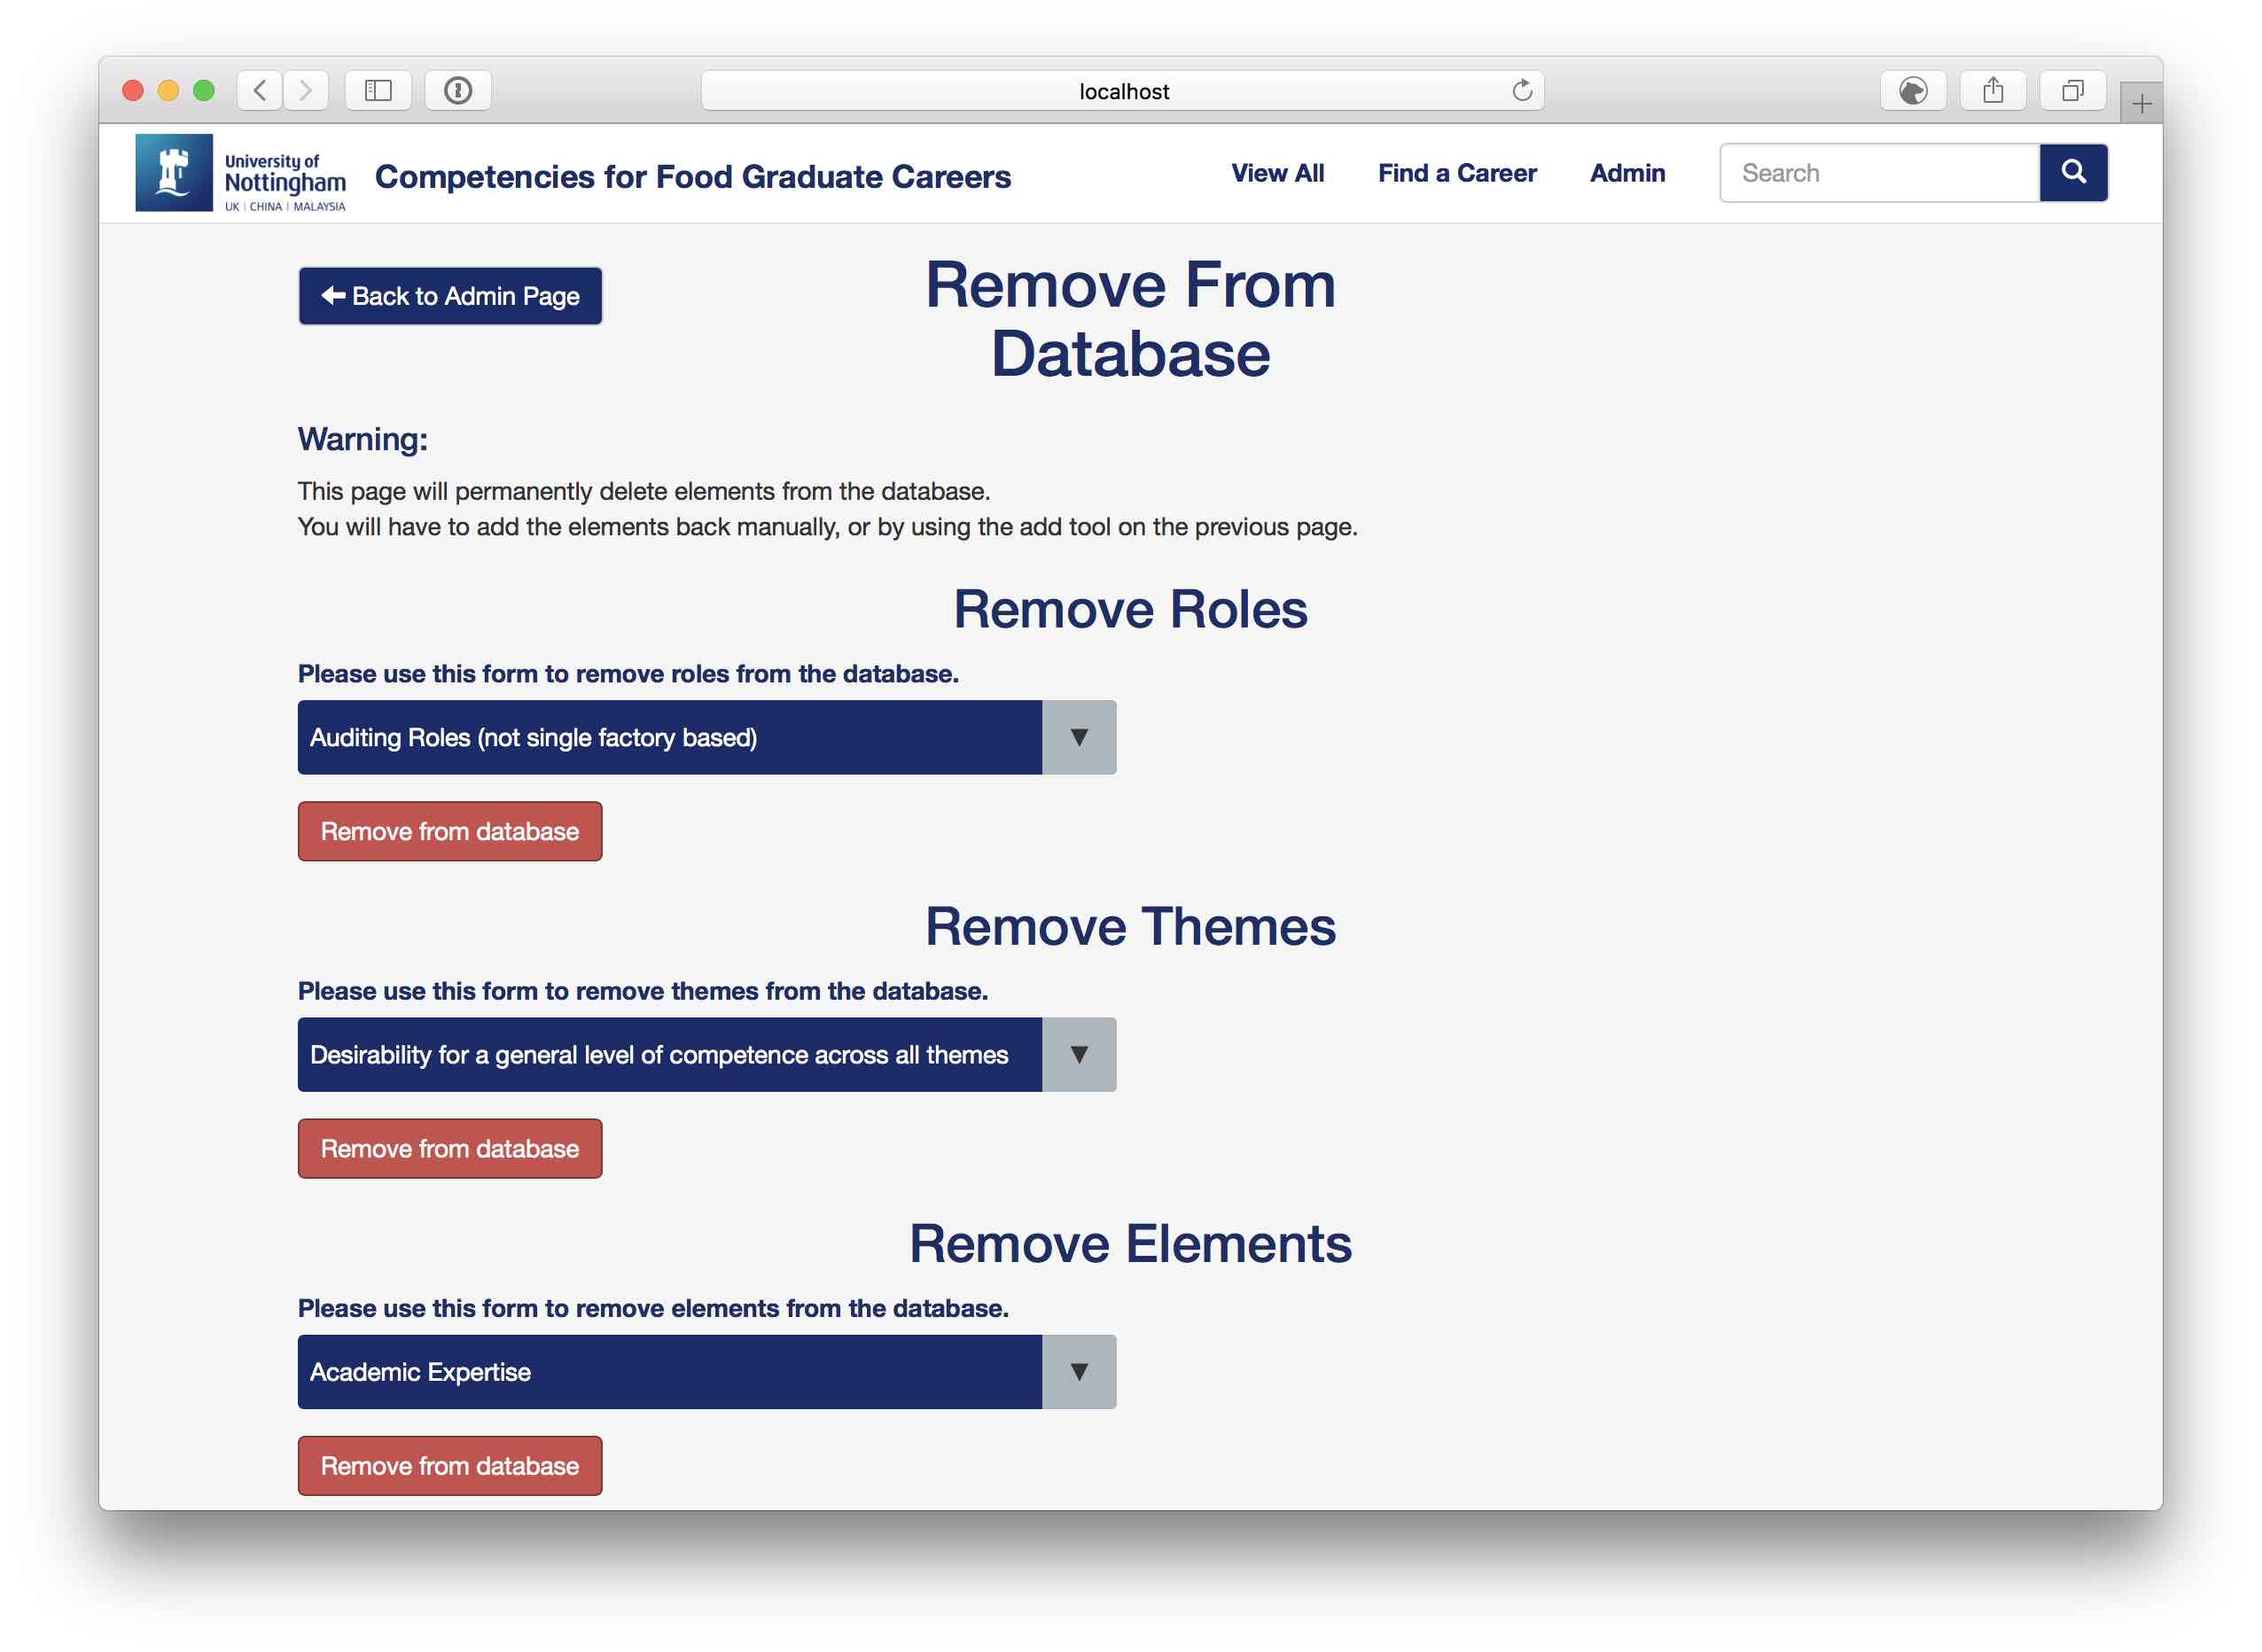 localhost
University of
Nottingham
UK | CHINA | MALAYSIA
Competencies for Food Graduate Careers
View All
Find a Career
Admin
Search
Back to Admin Page
Remove From
Database
Warning:
This page will permanently delete elements from the database.
You will have to add the elements back manually, or by using the add tool on the previous page.
Remove Roles
Please use this form to remove roles from the database.
Auditing Roles (not single factory based)
Remove from database
Remove Themes
Please use this form to remove themes from the database.
Desirability for a general level of competence across all themes
Remove from database
Remove Elements
Please use this form to remove elements from the database.
Academic Expertise
Remove from database